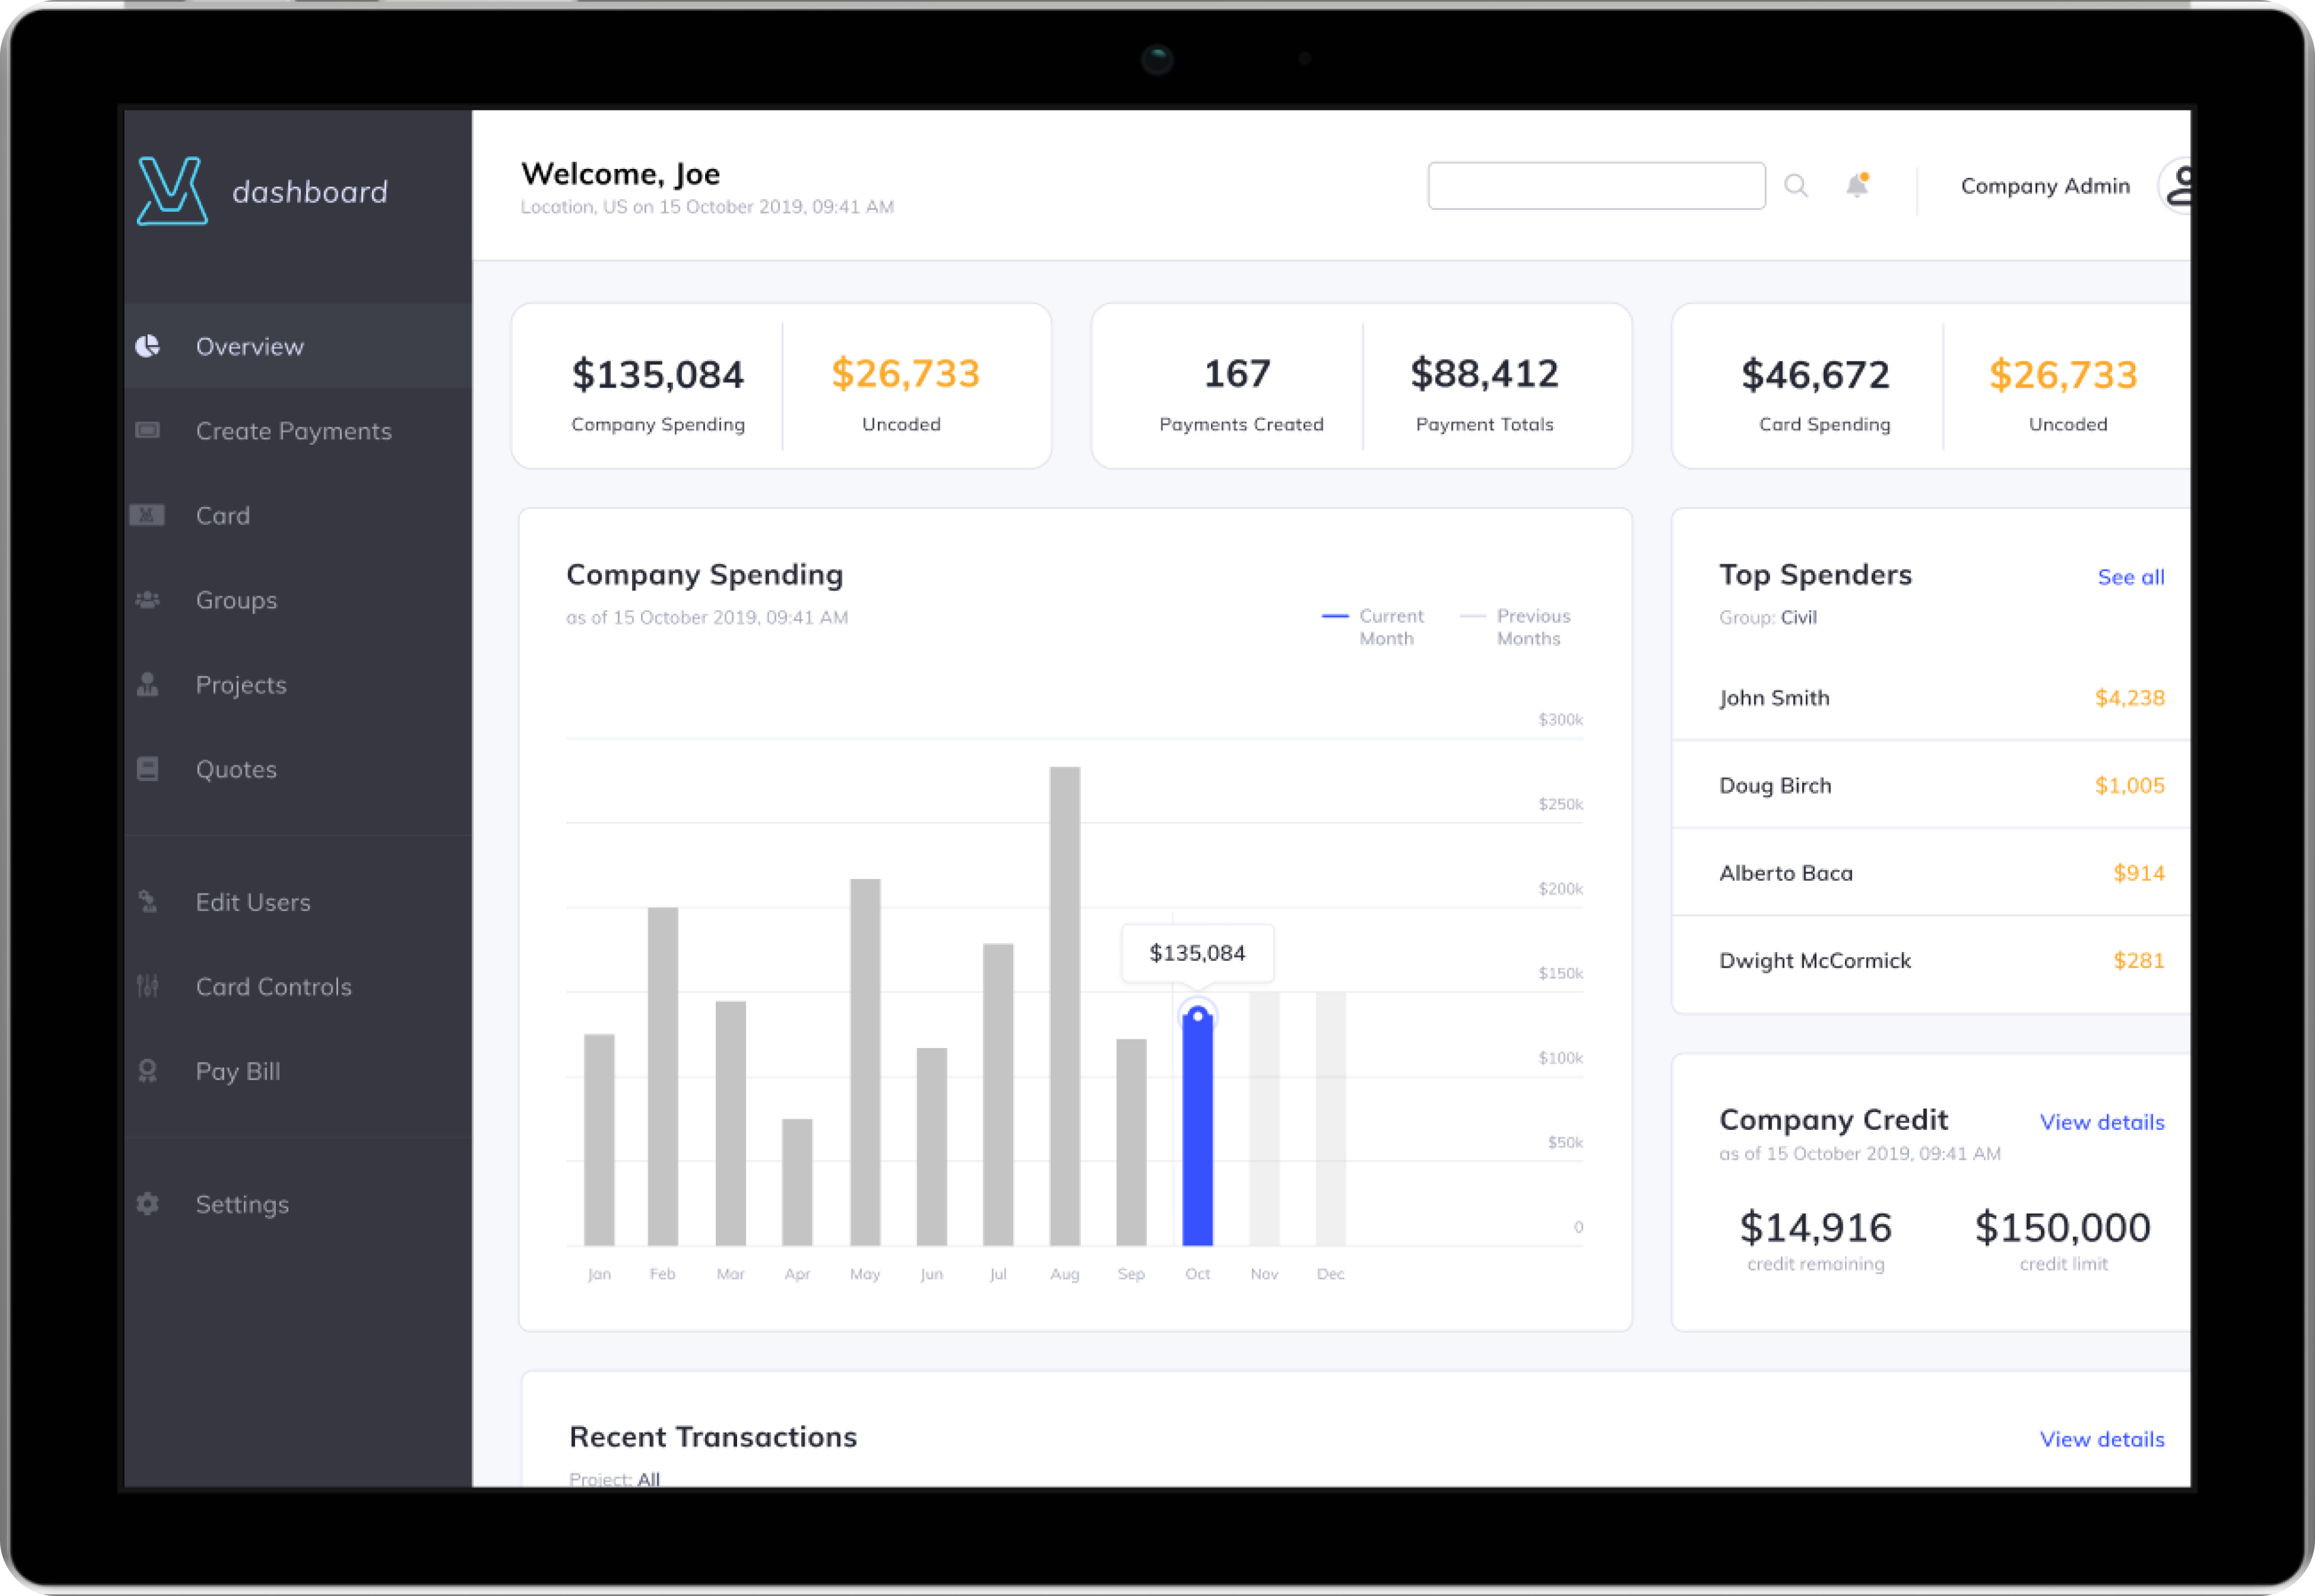 dashboard
Overview
Create Payments
Card
Groups
Projects
Quotes
Edit Users
Card Controls
Pay Bill
Settings
Welcome, Joe
Location, US on 15 October 2019, 09:41 AM
Company Admin
$135,084
Company Spending
$26,733
Uncoded
167
Payments Created
$88,412
Payment Totals
$46,672
Card Spending
$26,733
Uncoded
Company Spending
as of 15 October 2019, 09:41 AM
Current
Month
Previous
Months
$300k
$250k
$200k
$150k
$100k
$50k
0
$135,084
Jan Feb Mar Apr May Jun Jul Aug Sep Oct Nov Dec
Top Spenders See all
Group: Civil
John Smith $4,238
Doug Birch $1,005
Alberto Baca $914
Dwight McCormick $281
Company Credit View details
as of 15 October 2019, 09:41 AM
$14,916
credit remaining
$150,000
credit limit
Recent Transactions View details
Project: All